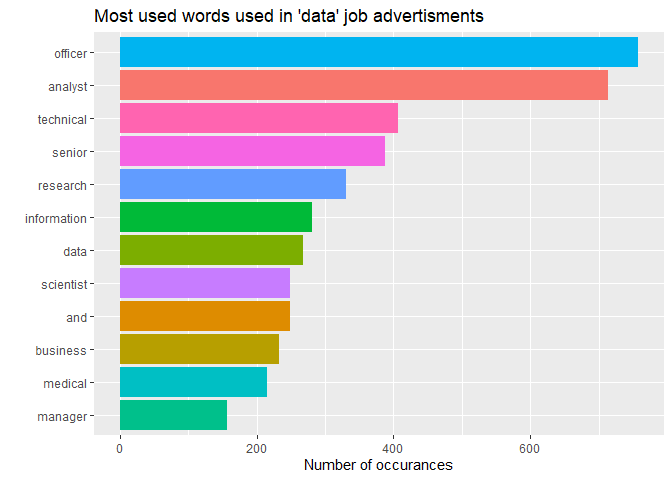 Most used words used in 'data' job advertisments
officer
analyst
technical
senior
research
information
data
scientist
and
business
medical
manager
0 200 400 600
Number of occurances